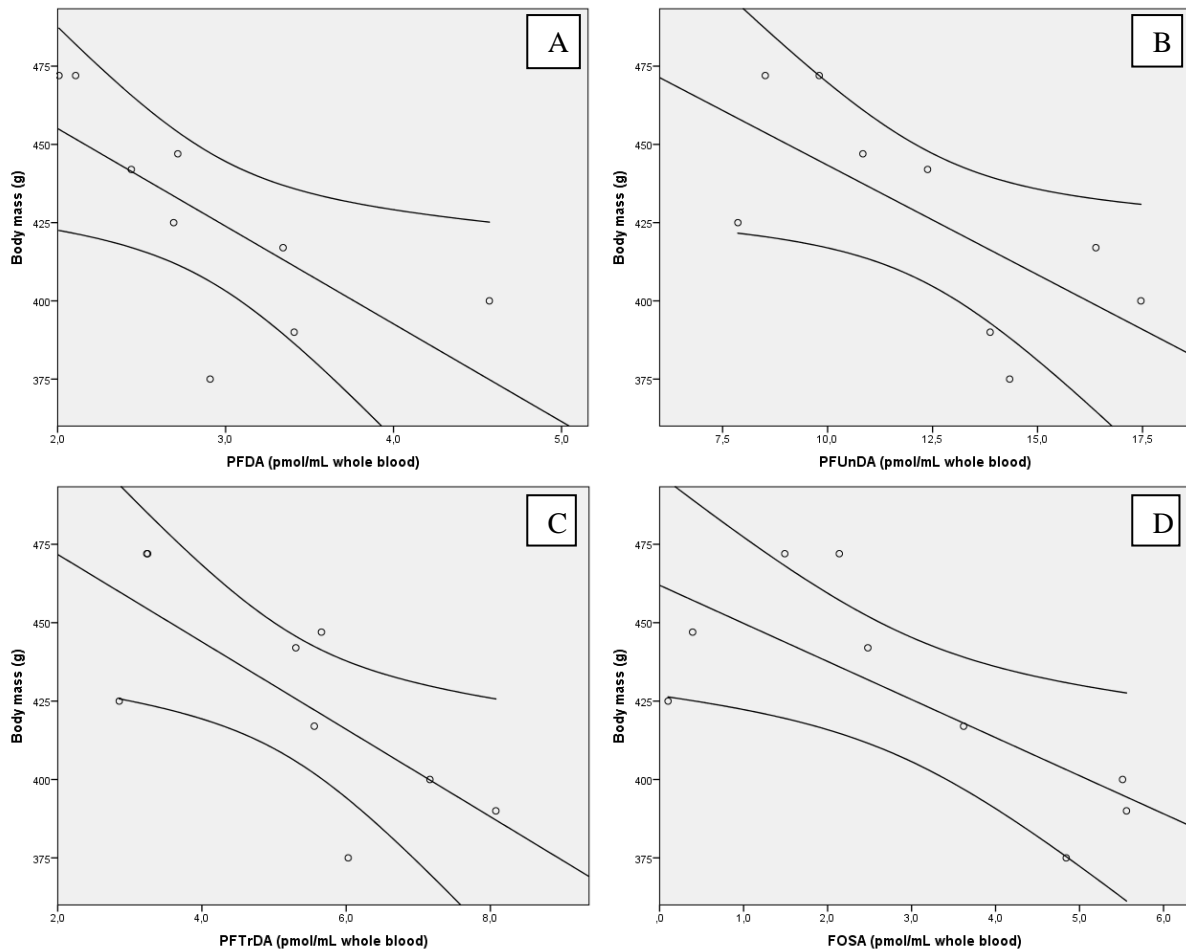 A
Body mass (g)
475
450
425
400
375
2,0 3,0 4,0 5,0
PFDA (pmol/mL whole blood)
B
Body mass (g)
475
450
425
400
375
7,5 10,0 12,5 15,0 17,5
PFUnDA (pmol/mL whole blood)
C
Body mass (g)
475
450
425
400
375
2,0 4,0 6,0 8,0
PFTrDA (pmol/mL whole blood)
D
Body mass (g)
475
450
425
400
375
,0 1,0 2,0 3,0 4,0 5,0 6,0
FOSA (pmol/mL whole blood)